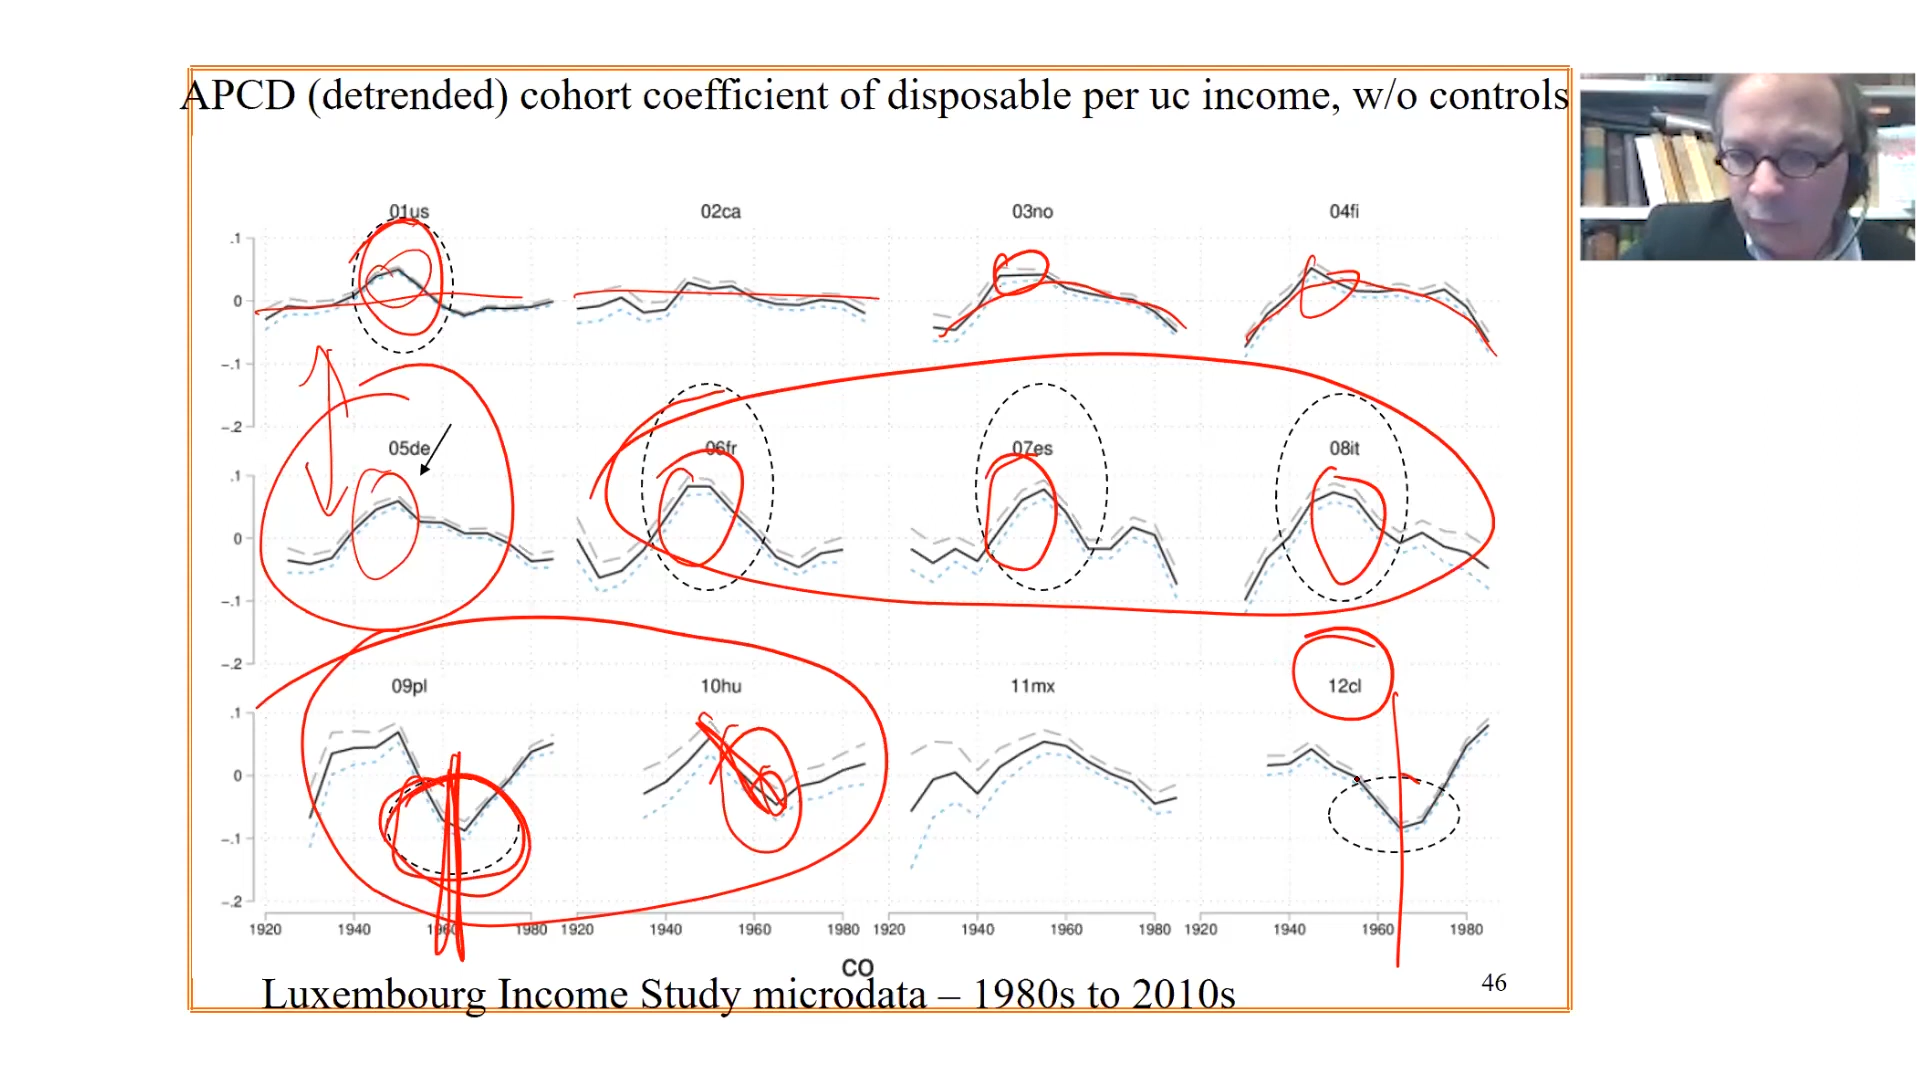 APCD (detrended) cohort coefficient of disposable per uc income, w/o controls
01us 02ca 03no 04fi
.1
0
-.1
-.2
05de 06fr 07es 08it
.1
0
-.1
-.2
09pl 10hu 11mx 12cl
.1
0
-.1
-.2
1920 1940 1960 1980 1920 1940 1960 1980 1920 1940 1960 1980 1920 1940 1960 1980
CO
Luxembourg Income Study microdata – 1980s to 2010s
46